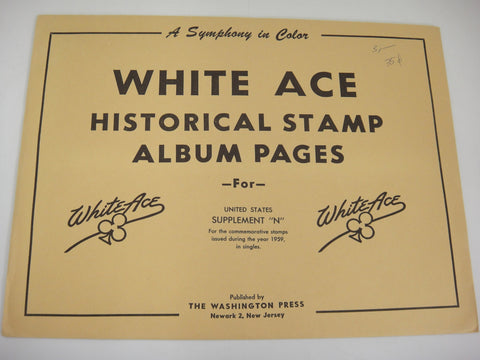 A Symphony in Color
WHITE ACE
HISTORICAL STAMP
ALBUM PAGES
—For—
White Ace
UNITED STATES
SUPPLEMENT "N"
For the commemorative stamps
issued during the year 1959,
in singles.
White Ace
Published by
THE WASHINGTON PRESS
Newark 2, New Jersey